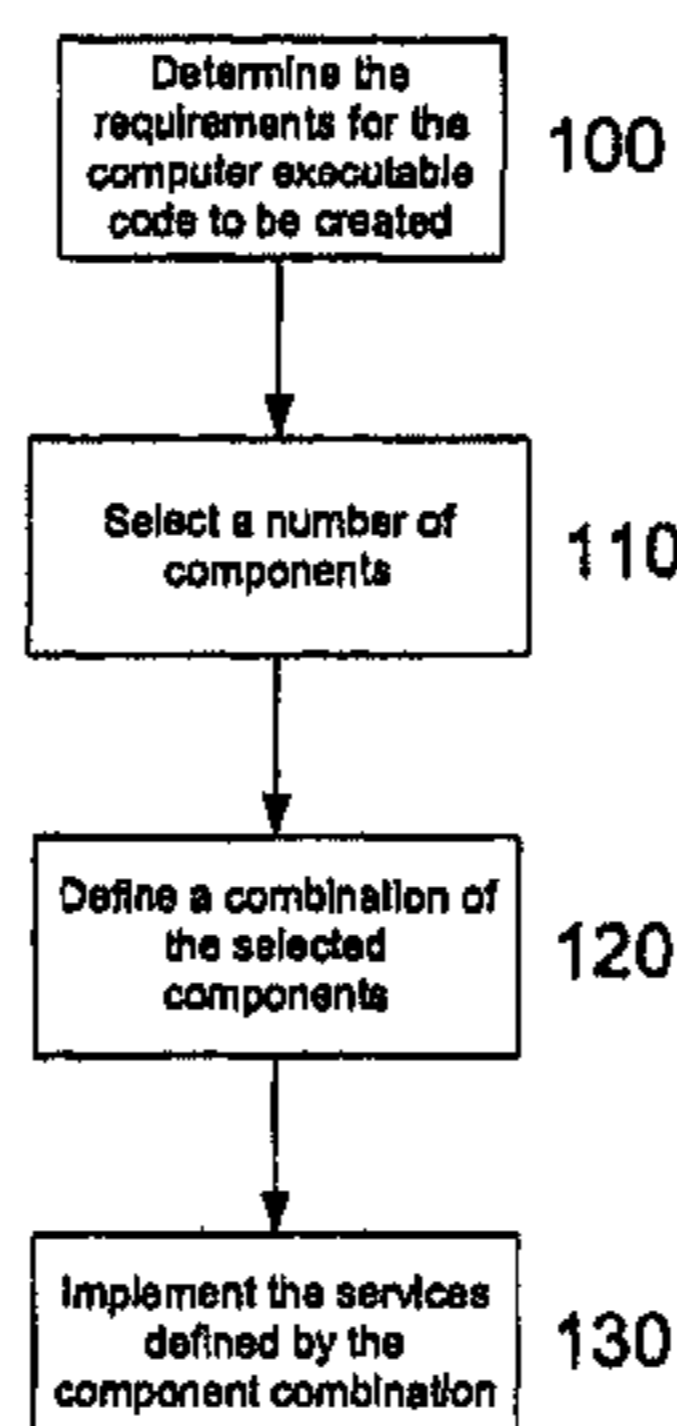 Determine the
requirements for the
computer executable
code to be created
100
Select a number of
components
110
Define a combination of
the selected
components
120
Implement the services
defined by the
component combination
130